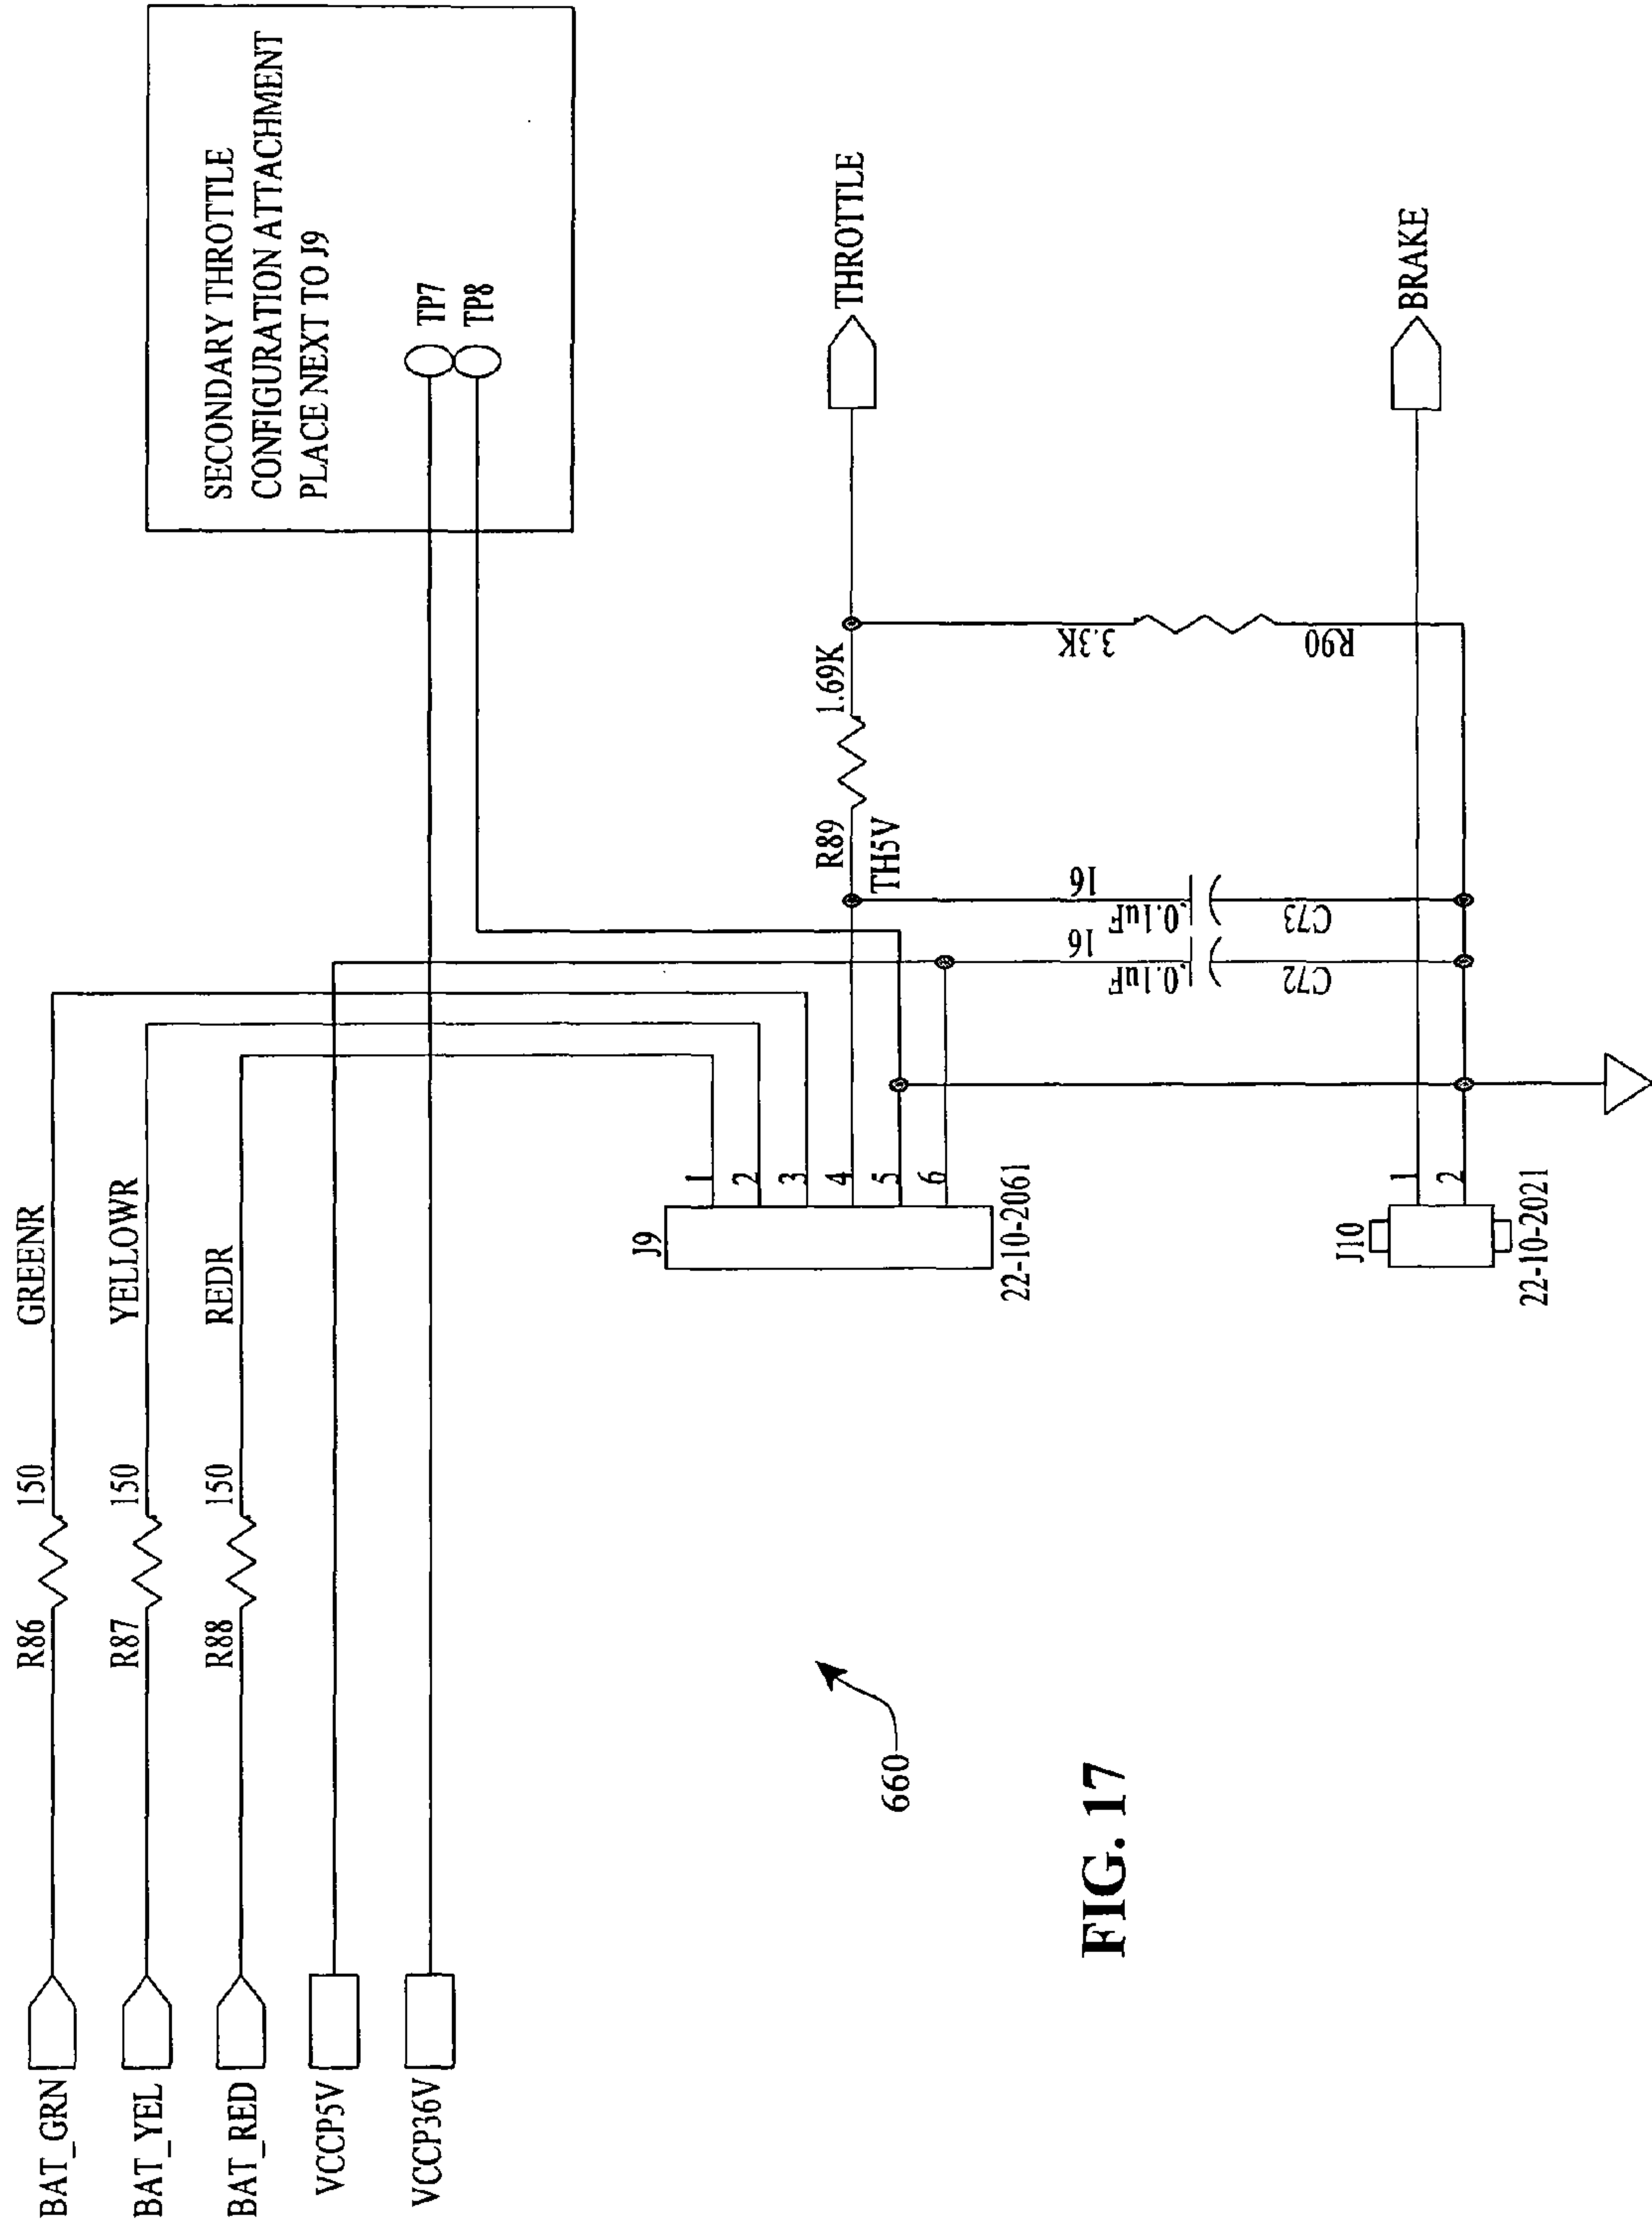 BAT_GRN
R86
150
GREENR
BAT_YEL
R87
150
YELLOWR
BAT_RED
R88
150
REDR
VCCP5V
VCCP36V
SECONDARY THROTTLE
CONFIGURATION ATTACHMENT
PLACE NEXT TO J9
TP7
TP8
J9
1
2
3
4
5
6
22-10-2061
R89
1.69K
TH5V
THROTTLE
16
0.1uF
C73
16
0.1uF
C72
3.3K
R90
J10
1
2
22-10-2021
BRAKE
660
FIG. 17